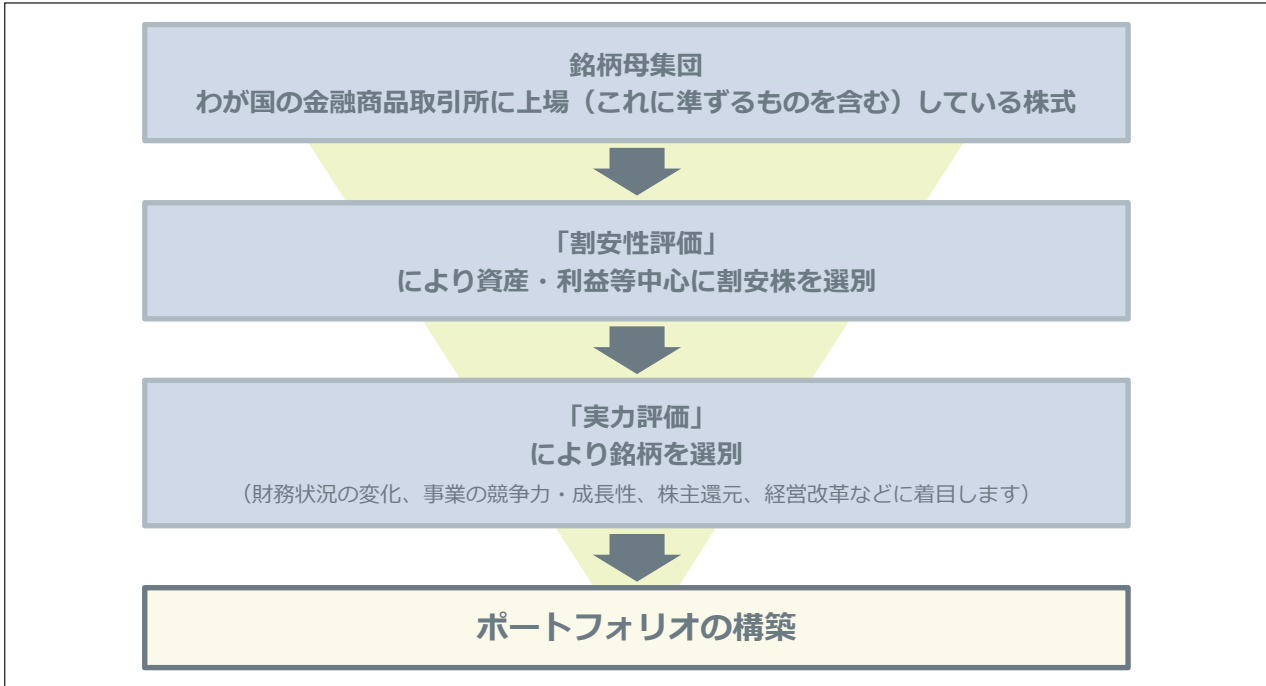 銘柄母集団
わが国の金融商品取引所に上場（これに準ずるものを含む）している株式
「割安性評価」
により資産・利益等中心に割安株を選別
「実力評価」
により銘柄を選別
（財務状況の変化、事業の競争力・成長性、株主還元、経営改革などに着目します）
ポートフォリオの構築